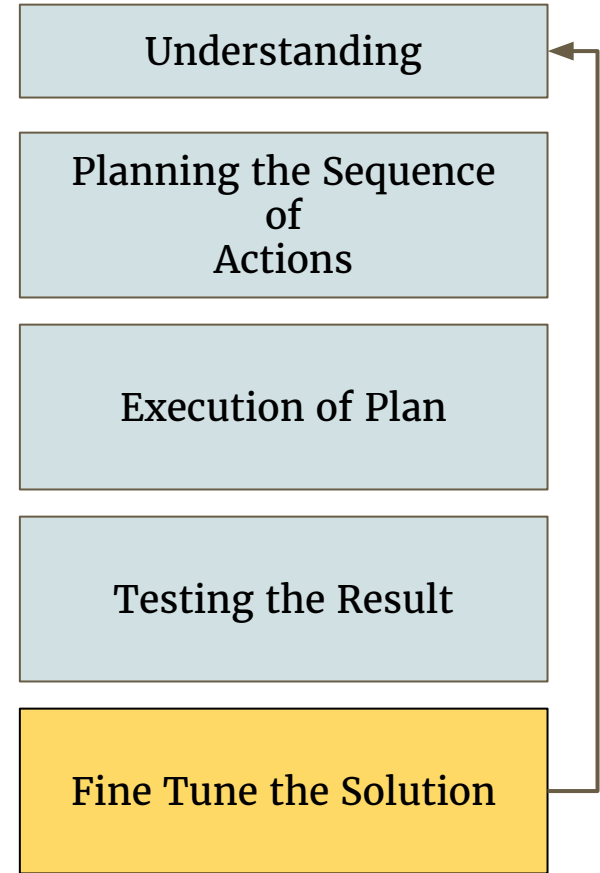 Understanding
Planning the Sequence
of
Actions
Execution of Plan
Testing the Result
Fine Tune the Solution